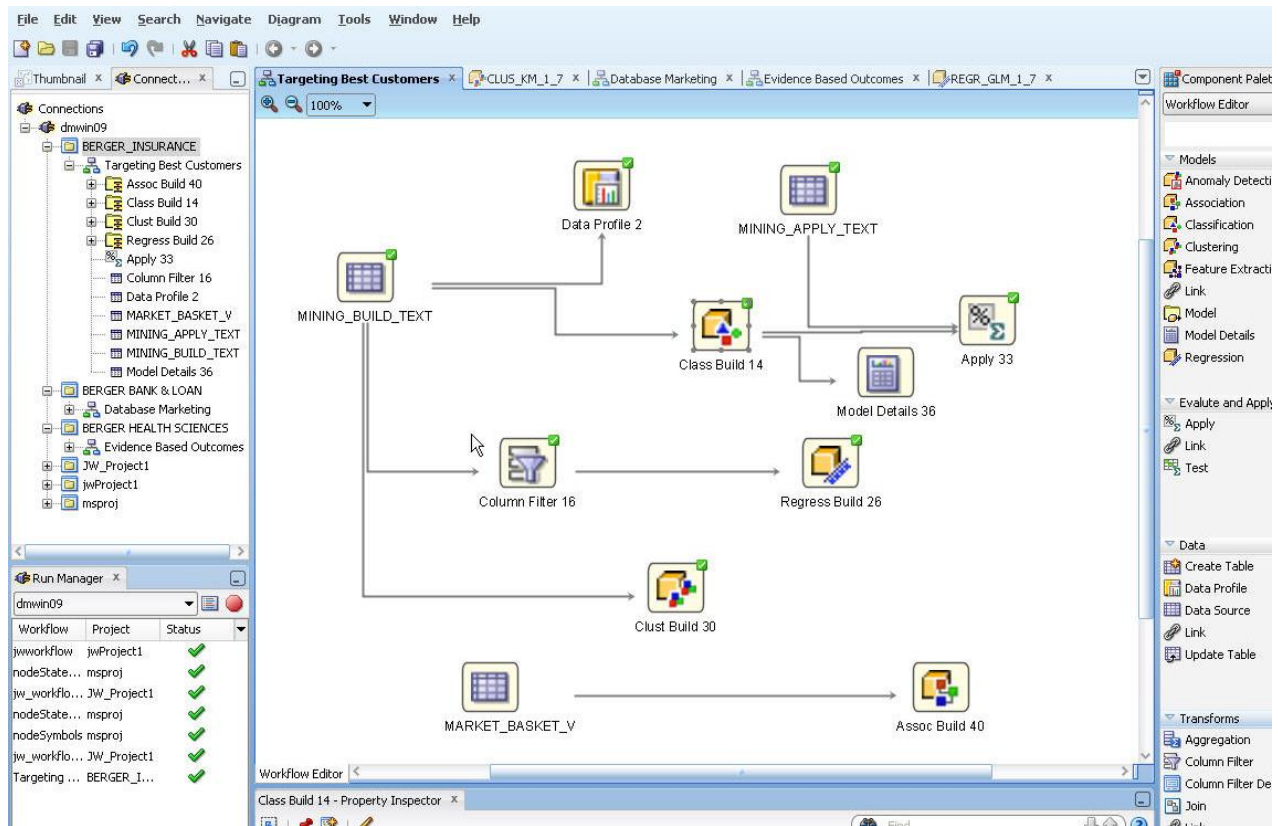 File Edit View Search Navigate Diagram Tools Window Help
Thumbnail x Connect... x
Targeting Best Customers x CLUS_KM_1_7 x Database Marketing x Evidence Based Outcomes x REGR_GLM_1_7 x
Component Palet
100%
Workflow Editor
Connections
dmwin09
BERGER_INSURANCE
Targeting Best Customers
Assoc Build 40
Class Build 14
Clust Build 30
Regress Build 26
Apply 33
Column Filter 16
Data Profile 2
MARKET_BASKET_V
MINING_APPLY_TEXT
MINING_BUILD_TEXT
Model Details 36
BERGER BANK & LOAN
Database Marketing
BERGER HEALTH SCIENCES
Evidence Based Outcomes
JW_Project1
jwProject1
msproj
Run Manager x
dmwin09
Workflow Project Status
jwworkflow jwProject1
nodeState... msproj
jw_workflo... JW_Project1
nodeState... msproj
nodeSymbols msproj
jw_workflo... JW_Project1
Targeting ... BERGER_I...
Data Profile 2
MINING_APPLY_TEXT
MINING_BUILD_TEXT
Class Build 14
Apply 33
Model Details 36
Column Filter 16
Regress Build 26
Clust Build 30
MARKET_BASKET_V
Assoc Build 40
Workflow Editor
Class Build 14 - Property Inspector x
Find
Models
Anomaly Detecti
Association
Classification
Clustering
Feature Extracti
Link
Model
Model Details
Regression
Evalute and Apply
Apply
Link
Test
Data
Create Table
Data Profile
Data Source
Link
Update Table
Transforms
Aggregation
Column Filter
Column Filter De
Join
Link